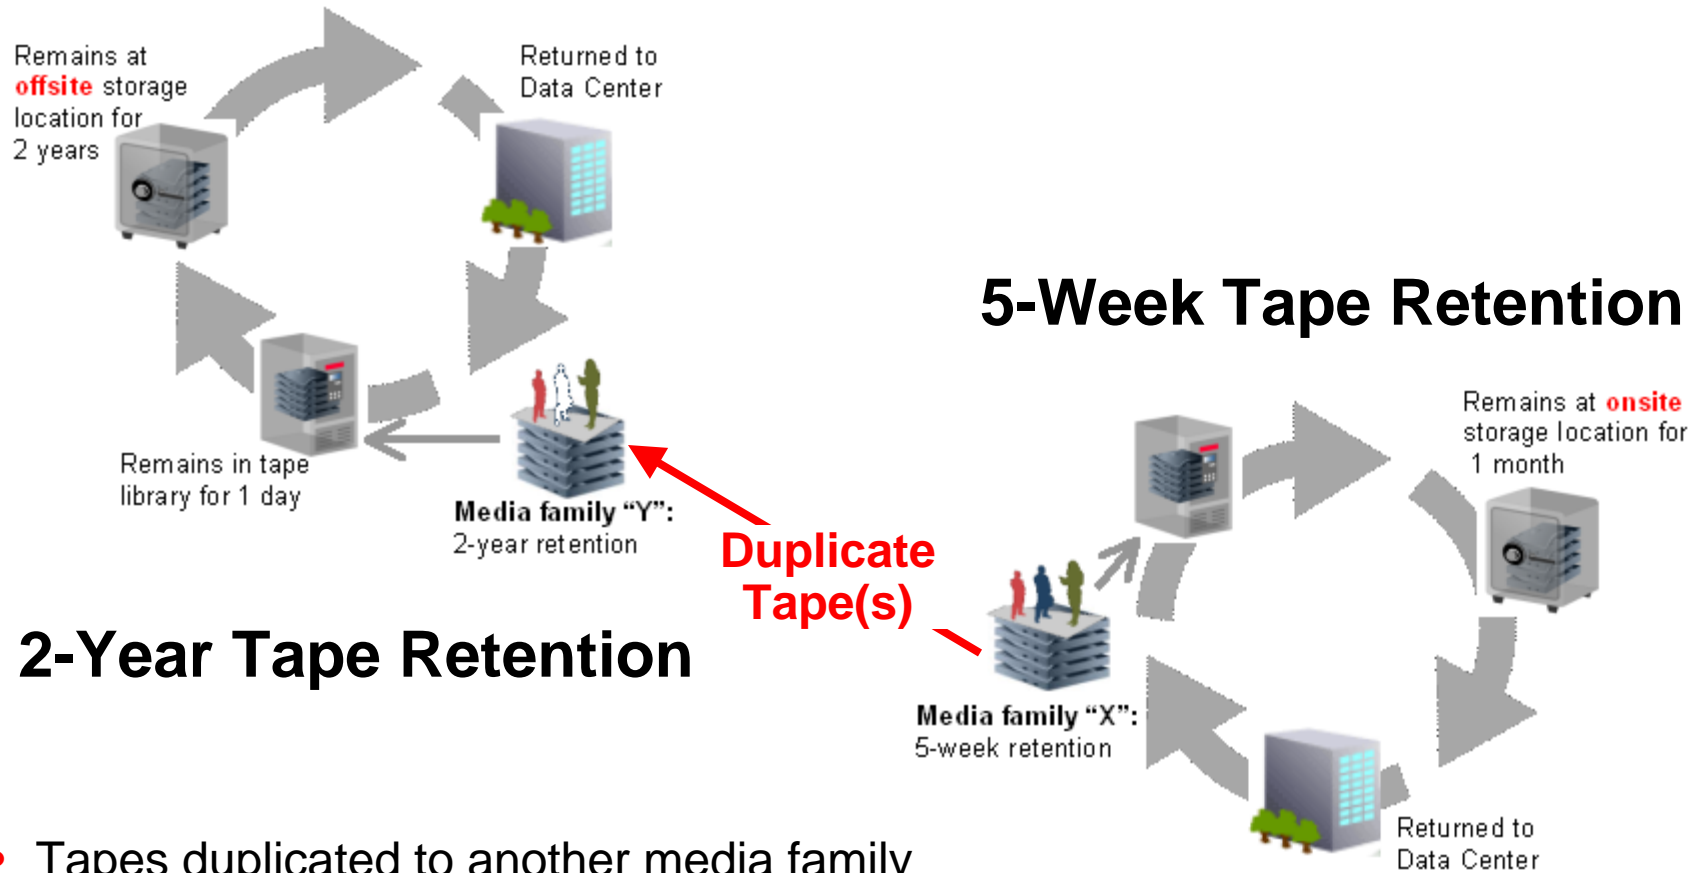 Remains at
offsite storage
location for
2 years
Returned to
Data Center
5-Week Tape Retention
Remains at onsite
storage location for
1 month
Remains in tape
library for 1 day
Media family “Y”:
2-year retention
Duplicate
Tape(s)
2-Year Tape Retention
Media family “X”:
5-week retention
Returned to
Data Center
• Tapes duplicated to another media family